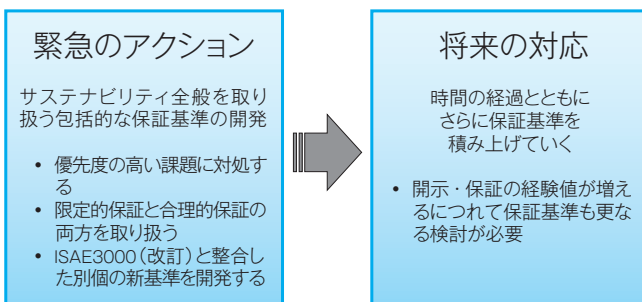 緊急のアクション
サステナビリティ全般を取り
扱う包括的な保証基準の開発
• 優先度の高い課題に対処す
る
• 限定的保証と合理的保証の
両方を取り扱う
• ISAE3000（改訂）と整合し
た別個の新基準を開発する
将来の対応
時間の経過とともに
さらに保証基準を
積み上げていく
• 開示・保証の経験値が増え
るにつれて保証基準も更な
る検討が必要